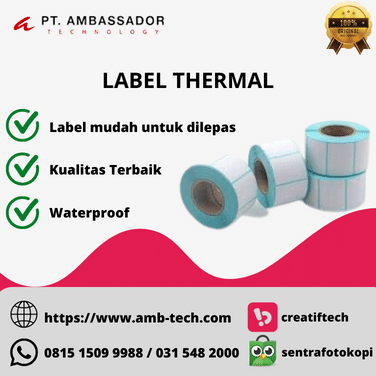 PT. AMBASSADOR
TECHNOLOGY
100%
ORIGINAL
LABEL THERMAL
Label mudah untuk dilepas
Kualitas Terbaik
Waterproof
https://www.amb-tech.com
creatiftech
0815 1509 9988 / 031 548 2000
sentrafotokopi